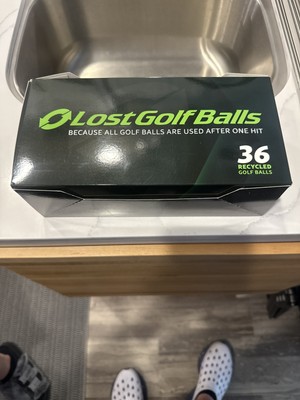 LostGolfBalls
BECAUSE ALL GOLF BALLS ARE USED AFTER ONE HIT
36
RECYCLED
GOLF BALLS